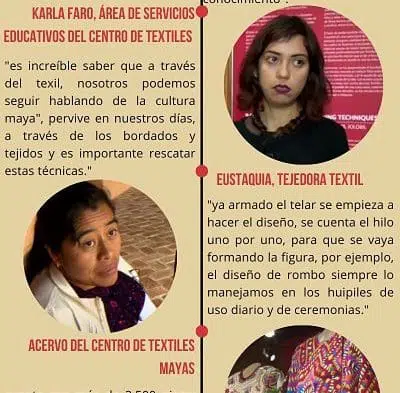 conocimiento".
KARLA FARO, ÁREA DE SERVICIOS
EDUCATIVOS DEL CENTRO DE TEXTILES
"es increíble saber que a través
del texil, nosotros podemos
seguir hablando de la cultura
maya", pervive en nuestros días,
a través de los bordados y
tejidos y es importante rescatar
estas técnicas."
EUSTAQUIA, TEJEDORA TEXTIL
"ya armado el telar se empieza a
hacer el diseño, se cuenta el hilo
uno por uno, para que se vaya
formando la figura, por ejemplo,
el diseño de rombo siempre lo
manejamos en los huipiles de
uso diario y de ceremonias."
ACERVO DEL CENTRO DE TEXTILES
MAYAS